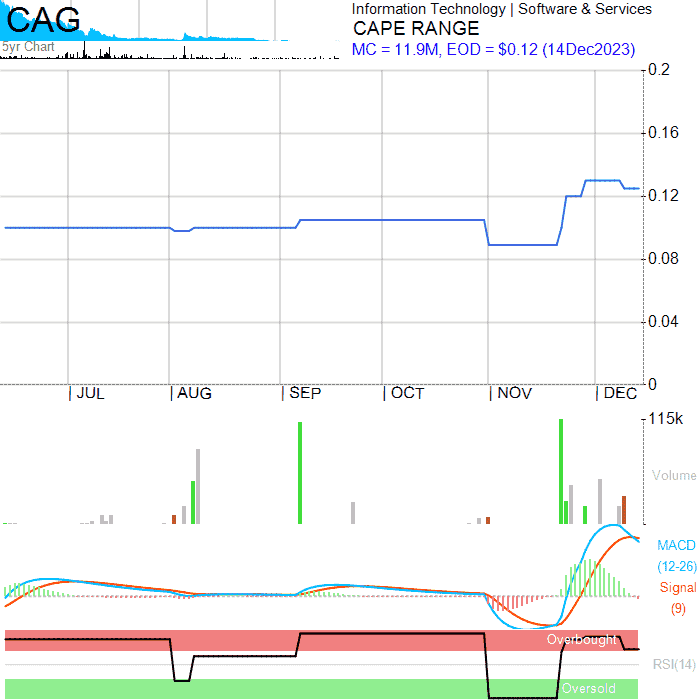 CAG
5yr Chart
Information Technology | Software & Services
CAPE RANGE
MC = 11.9M, EOD = $0.12 (14Dec2023)
0.2
0.16
0.12
0.08
0.04
0
JUL AUG SEP OCT NOV DEC
115k
Volume
MACD
(12-26)
Signal
(9)
Overbought
RSI(14)
Oversold